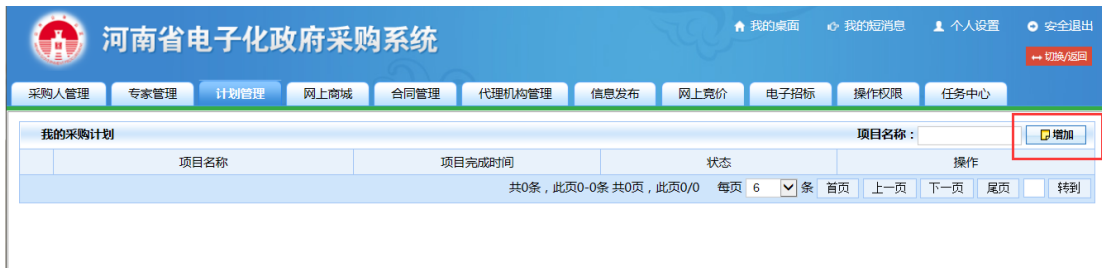 河南省电子化政府采购系统
我的桌面 我的短消息 个人设置 安全退出
切换/返回
采购人管理 专家管理 计划管理 网上商城 合同管理 代理机构管理 信息发布 网上竞价 电子招标 操作权限 任务中心
我的采购计划 项目名称： 增加
项目名称 项目完成时间 状态 操作
共0条，此页0-0条 共0页，此页0/0 每页 6 条 首页 上一页 下一页 尾页 转到